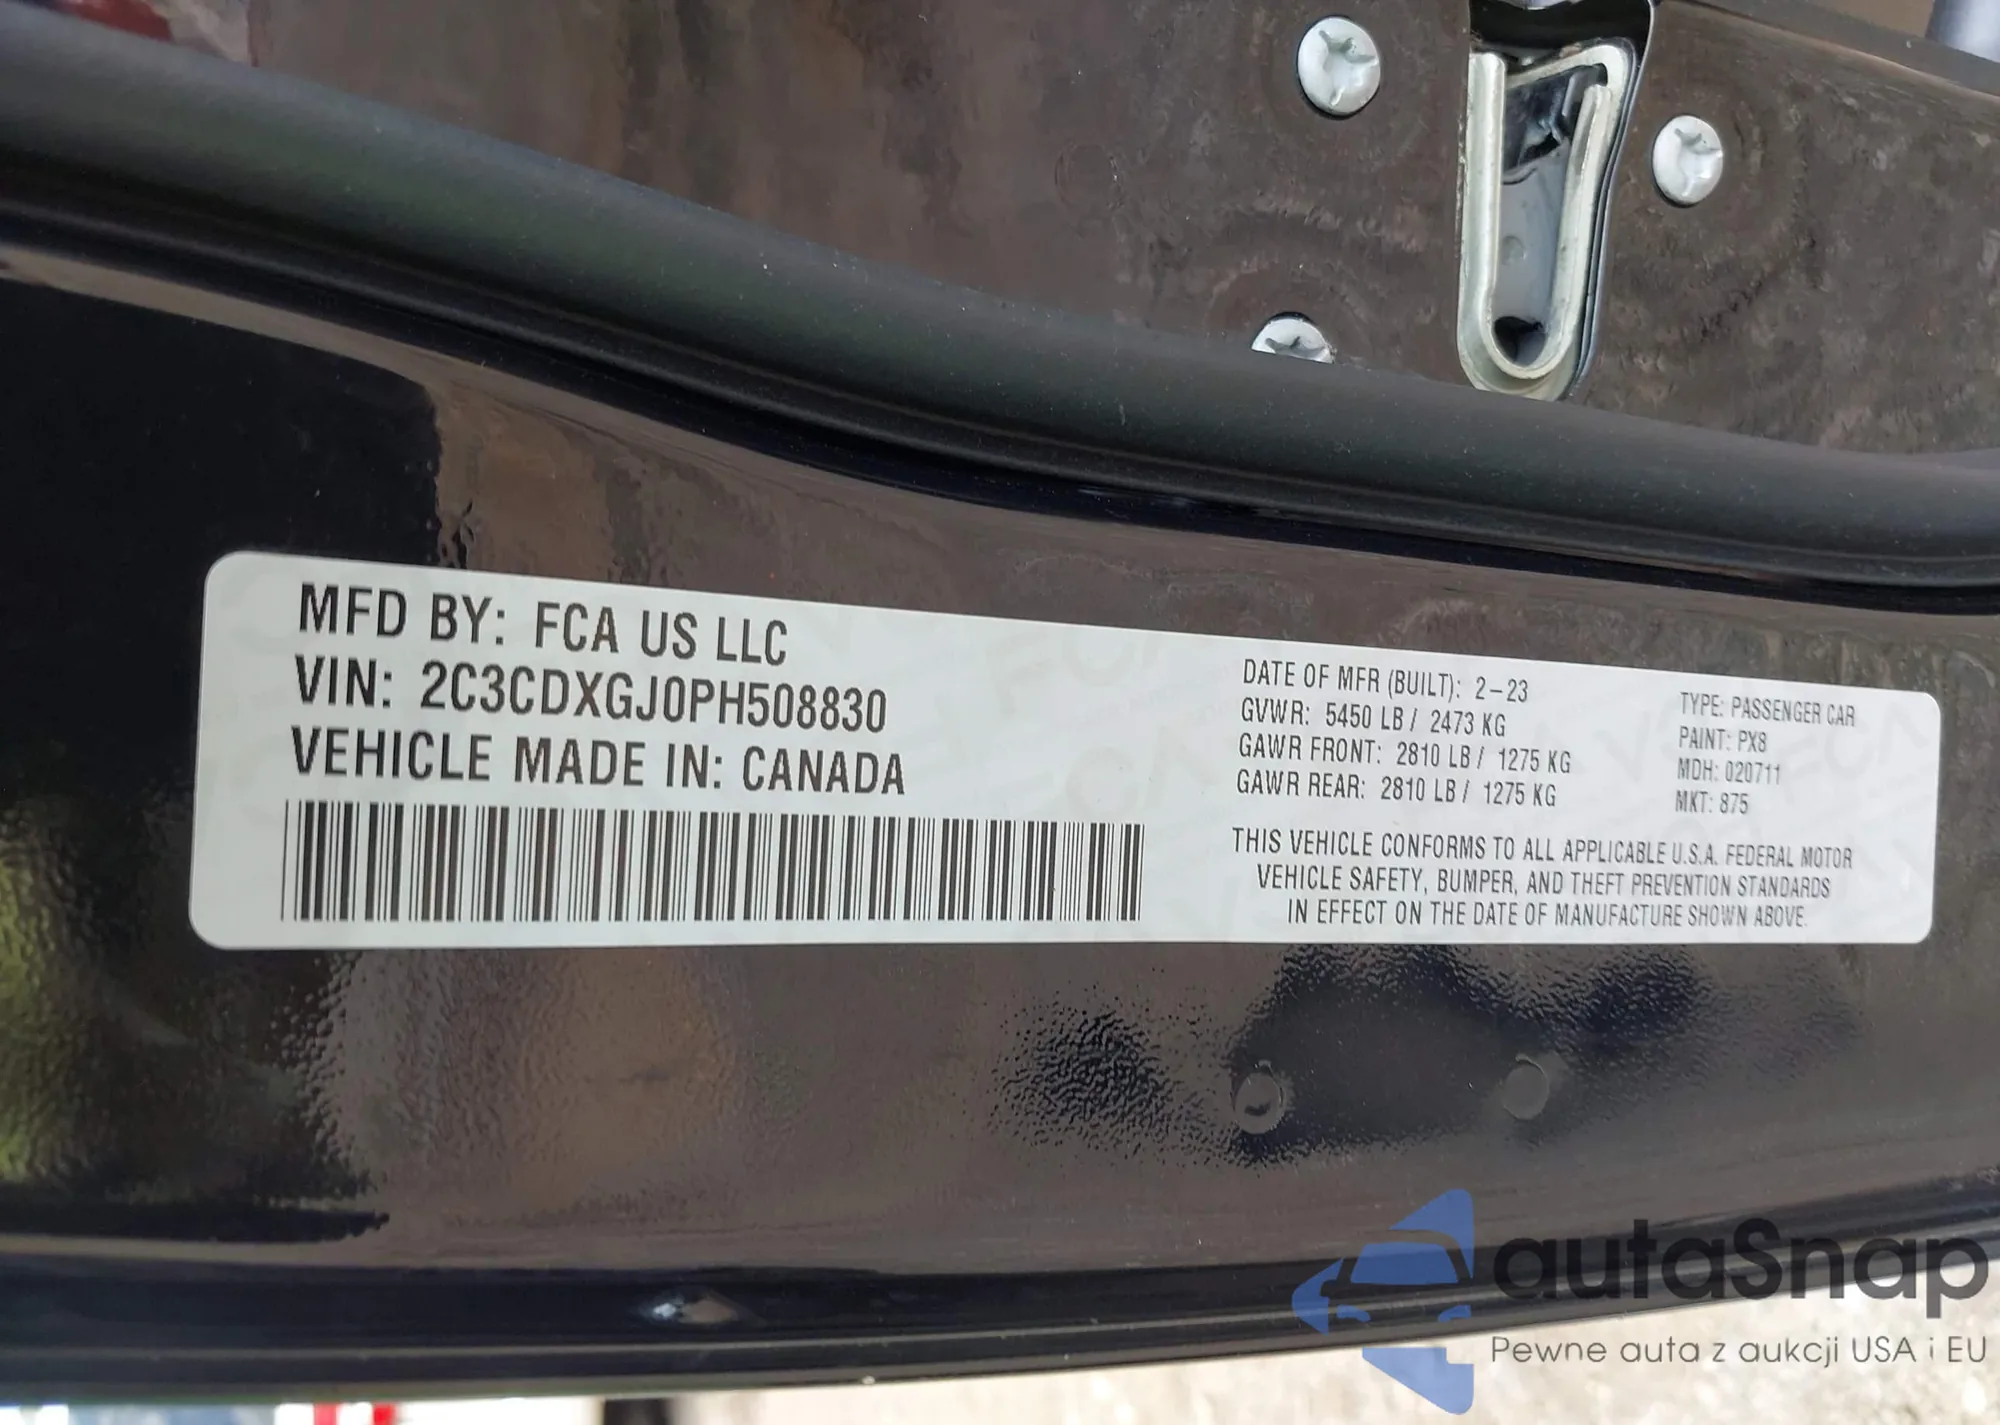 MFD BY: FCA US LLC
VIN: 2C3CDXGJ0PH508830
VEHICLE MADE IN: CANADA
DATE OF MFR (BUILT): 2-23
GVWR: 5450 LB / 2473 KG
GAWR FRONT: 2810 LB / 1275 KG
GAWR REAR: 2810 LB / 1275 KG
TYPE: PASSENGER CAR
PAINT: PX8
MDH: 020711
MKT: 875
THIS VEHICLE CONFORMS TO ALL APPLICABLE U.S.A. FEDERAL MOTOR
VEHICLE SAFETY, BUMPER, AND THEFT PREVENTION STANDARDS
IN EFFECT ON THE DATE OF MANUFACTURE SHOWN ABOVE.
autaSnap
Pewne auta z aukcji USA i EU